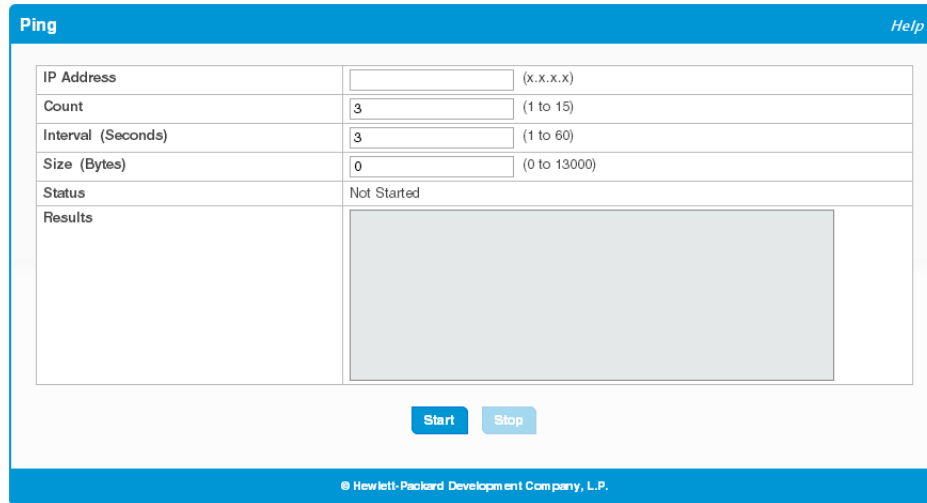 Ping Help
IP Address (x.x.x.x)
Count 3 (1 to 15)
Interval (Seconds) 3 (1 to 60)
Size (Bytes) 0 (0 to 13000)
Status Not Started
Results
Start Stop
© Hewlett-Packard Development Company, L.P.